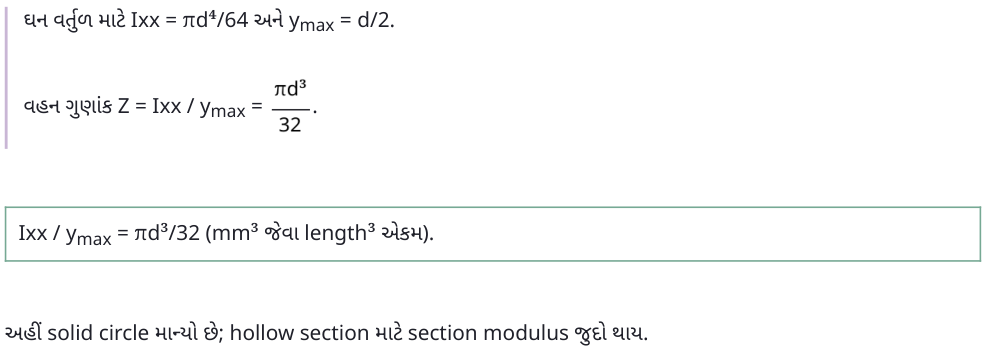 ઘન વર્તુળ માટે Ixx = πd⁴/64 અને yₘₐₓ = d/2.
વહન ગુણાંક Z = Ixx / yₘₐₓ = πd³/32.
Ixx / yₘₐₓ = πd³/32 (mm³ જેવા length³ એકમ).
અહીં solid circle માન્યો છે; hollow section માટે section modulus જુદો થાય.